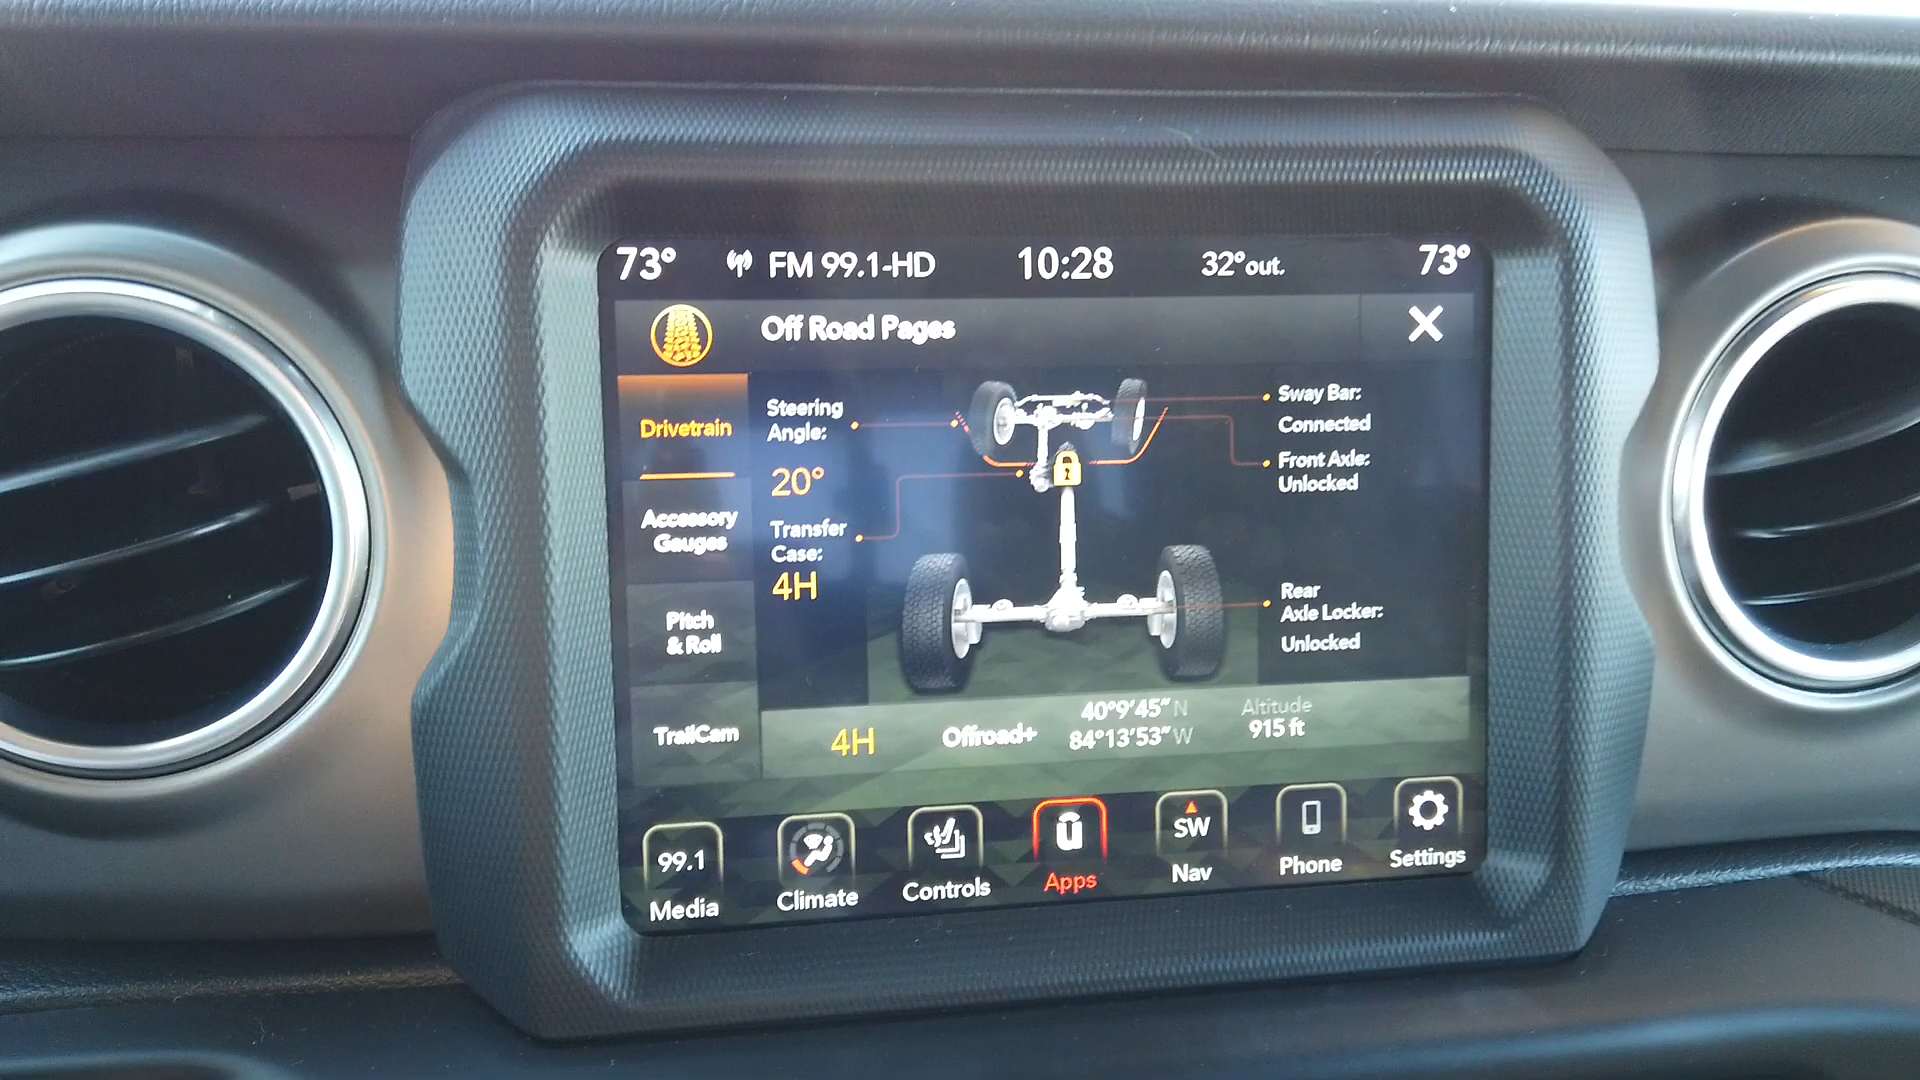 73° FM 99.1-HD 10:28 32°out. 73°
Off Road Pages
Drivetrain
Accessory
Gauges
Pitch
& Roll
TrailCam
Steering
Angle:
20°
Transfer
Case:
4H
Sway Bar:
Connected
Front Axle:
Unlocked
Rear
Axle Locker:
Unlocked
4H
Offroad+
40°9'45" N
84°13'53" W
Altitude
915 ft
99.1
Media
Climate
Controls
Apps
SW
Nav
Phone
Settings